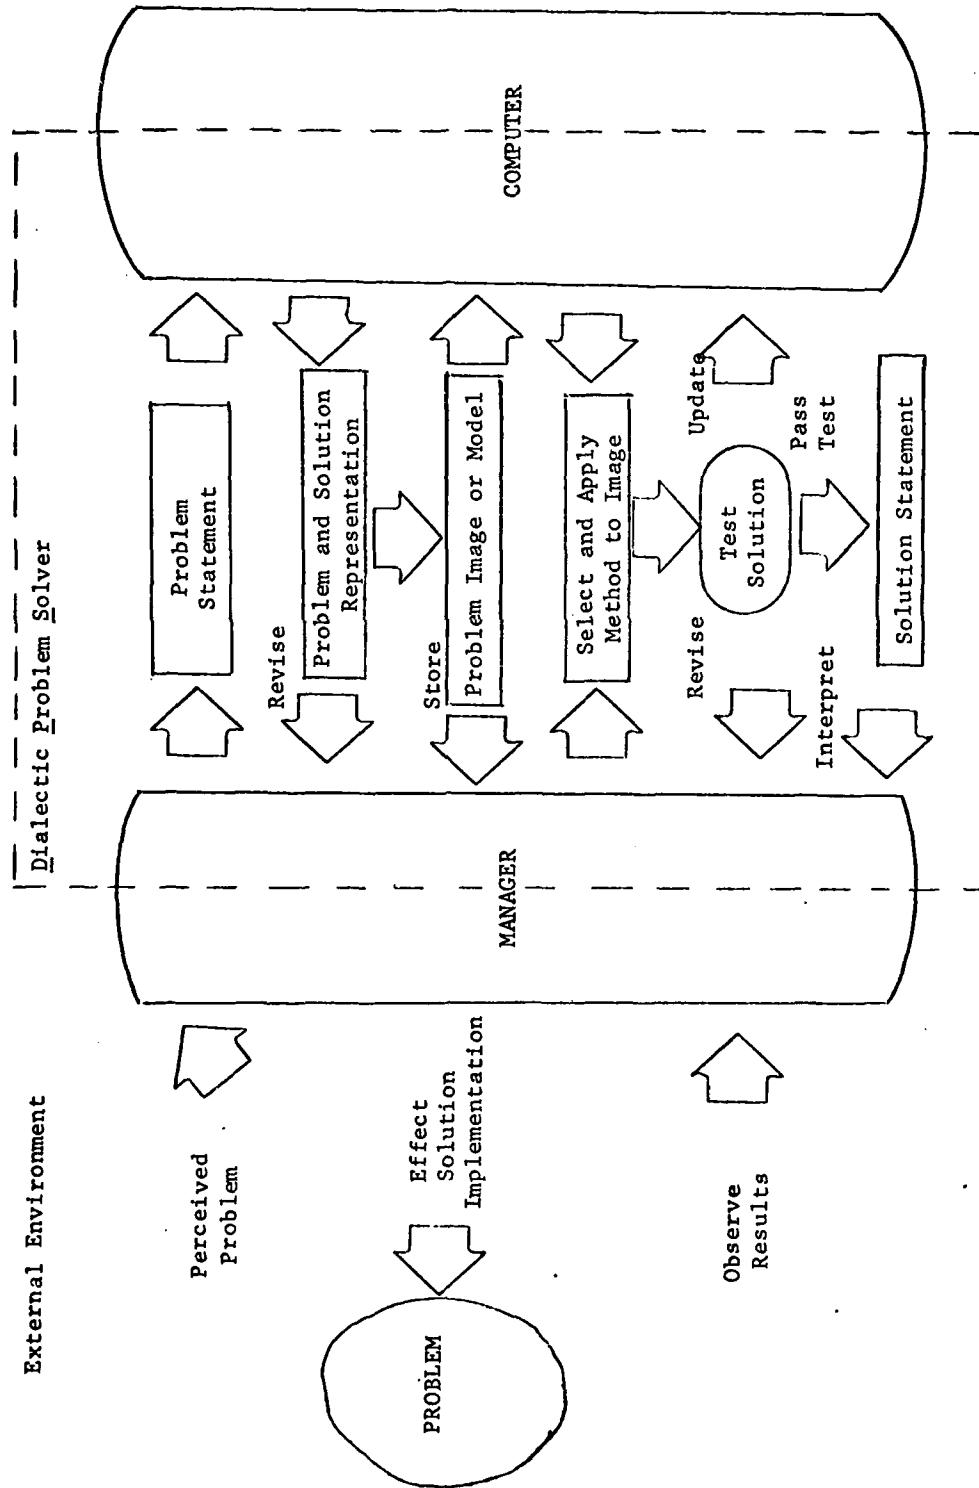 External Environment
Dialectic Problem Solver
Perceived
Problem
Problem
Statement
Revise
Problem and Solution
Representation
Effect
Solution
Implementation
Store
Problem Image or Model
PROBLEM
MANAGER
COMPUTER
Select and Apply
Method to Image
Revise
Update
Test
Solution
Observe
Results
Pass
Test
Interpret
Solution Statement